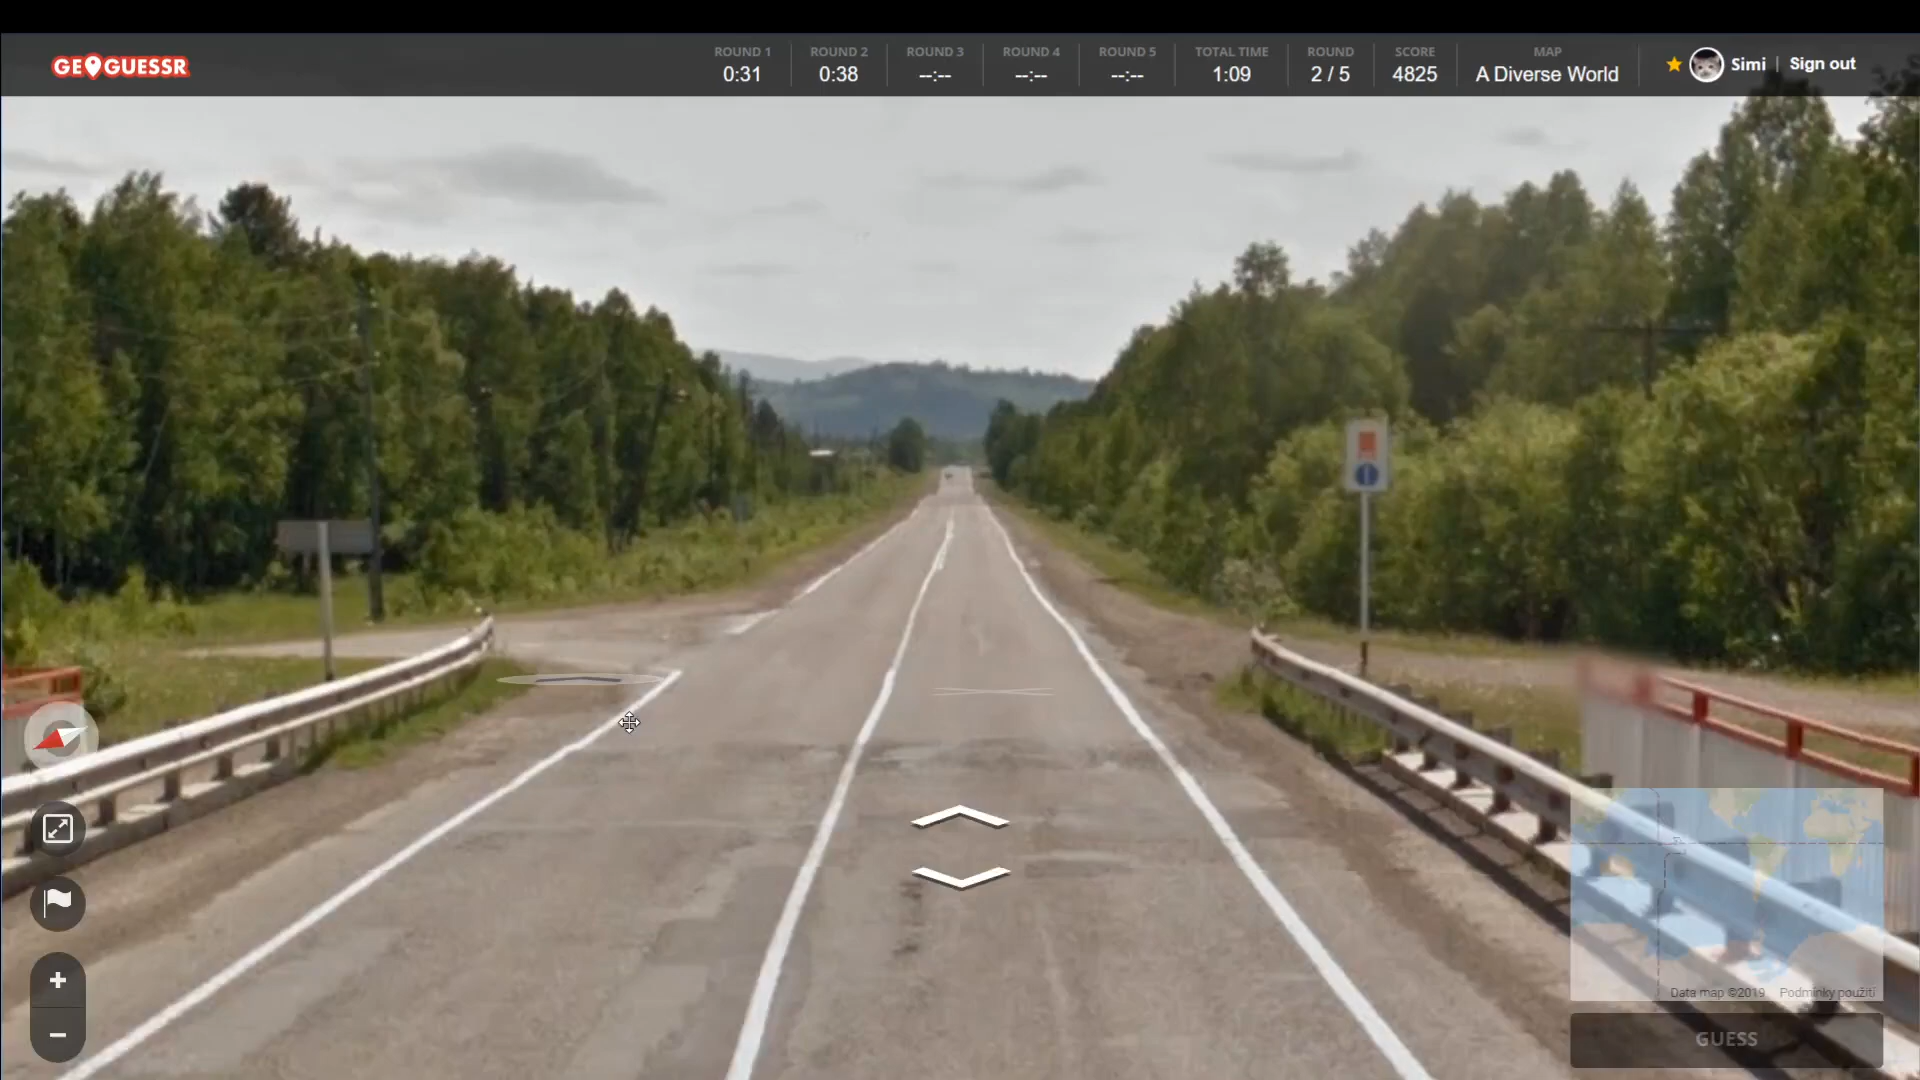 GEOGUESSR
ROUND 1
0:31
ROUND 2
0:38
ROUND 3
--:--
ROUND 4
--:--
ROUND 5
--:--
TOTAL TIME
1:09
ROUND
2 / 5
SCORE
4825
MAP
A Diverse World
Simi | Sign out
Data map ©2019 Podmínky použití
GUESS